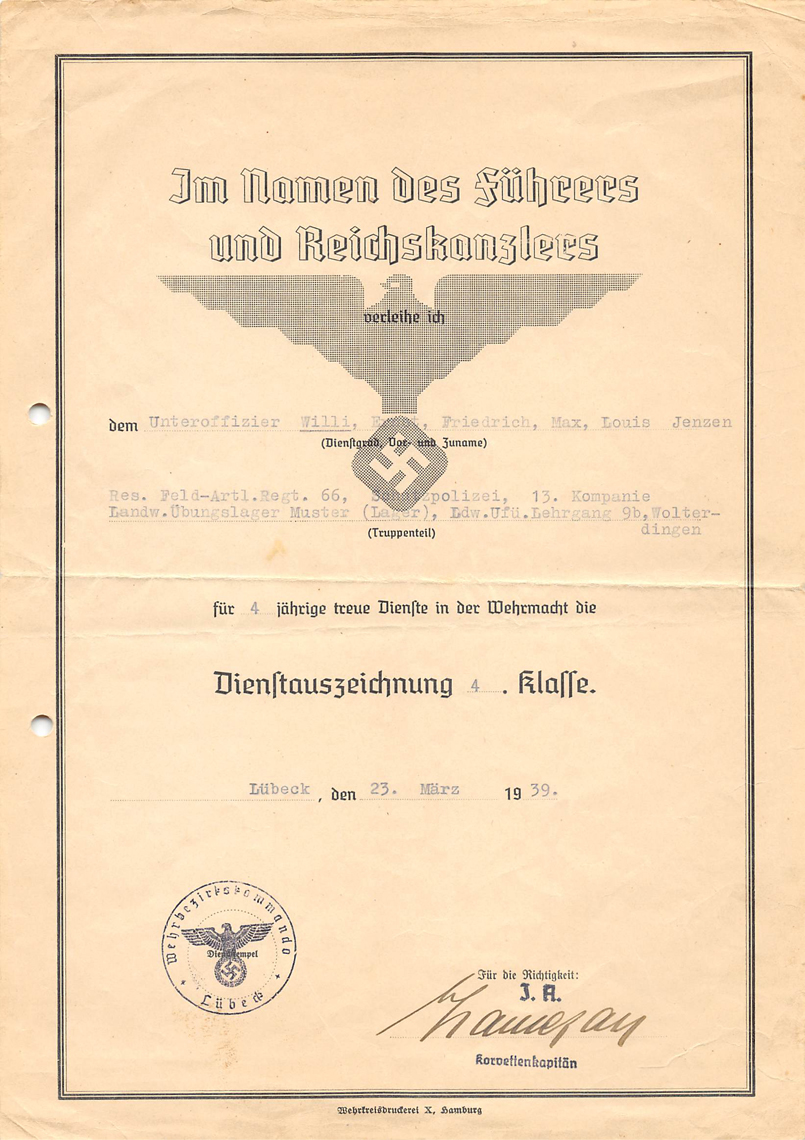 Im Namen des Führers
und Reichskanzlers
verleihe ich
dem Unteroffizier Willi, Ernst, Friedrich, Max, Louis Jenzen
(Dienstgrad, Vor- und Zuname)
Res. Feld-Artl.Regt. 66, Schutzpolizei, 13. Kompanie
Landw.Übungslager Muster (Lager), Ldw.Ufü.Lehrgang 9b,Wolter-
dingen
(Truppenteil)
für 4 jährige treue Dienste in der Wehrmacht die
Dienstauszeichnung 4. Klasse.
Lübeck, den 23. März 1939.
Wehrbezirkskommando
Dienststempel
Lübeck
Für die Richtigkeit:
I. A.
Korvettenkapitän
Wehrkreisdruckerei X, Hamburg